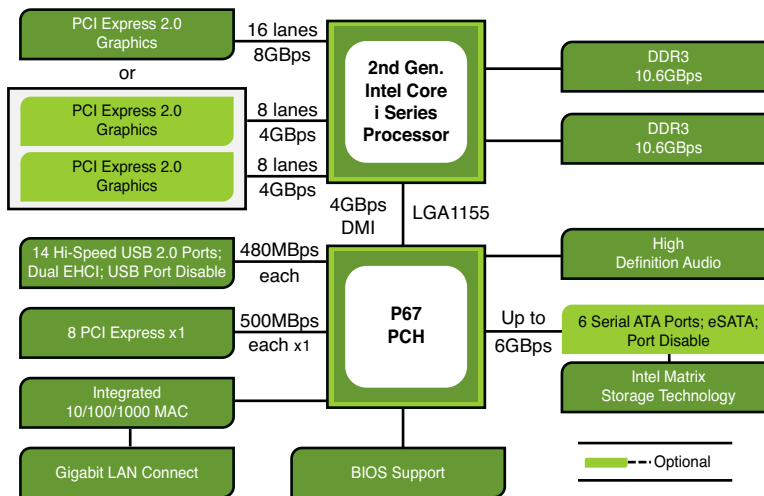 PCI Express 2.0
Graphics
16 lanes
8GBps
or
PCI Express 2.0
Graphics
8 lanes
4GBps
PCI Express 2.0
Graphics
8 lanes
4GBps
2nd Gen.
Intel Core
i Series
Processor
DDR3
10.6GBps
DDR3
10.6GBps
4GBps
DMI
LGA1155
14 Hi-Speed USB 2.0 Ports;
Dual EHCI; USB Port Disable
480MBps
each
8 PCI Express x1
500MBps
each x1
Integrated
10/100/1000 MAC
Gigabit LAN Connect
P67
PCH
High
Definition Audio
Up to
6GBps
6 Serial ATA Ports; eSATA;
Port Disable
Intel Matrix
Storage Technology
BIOS Support
Optional